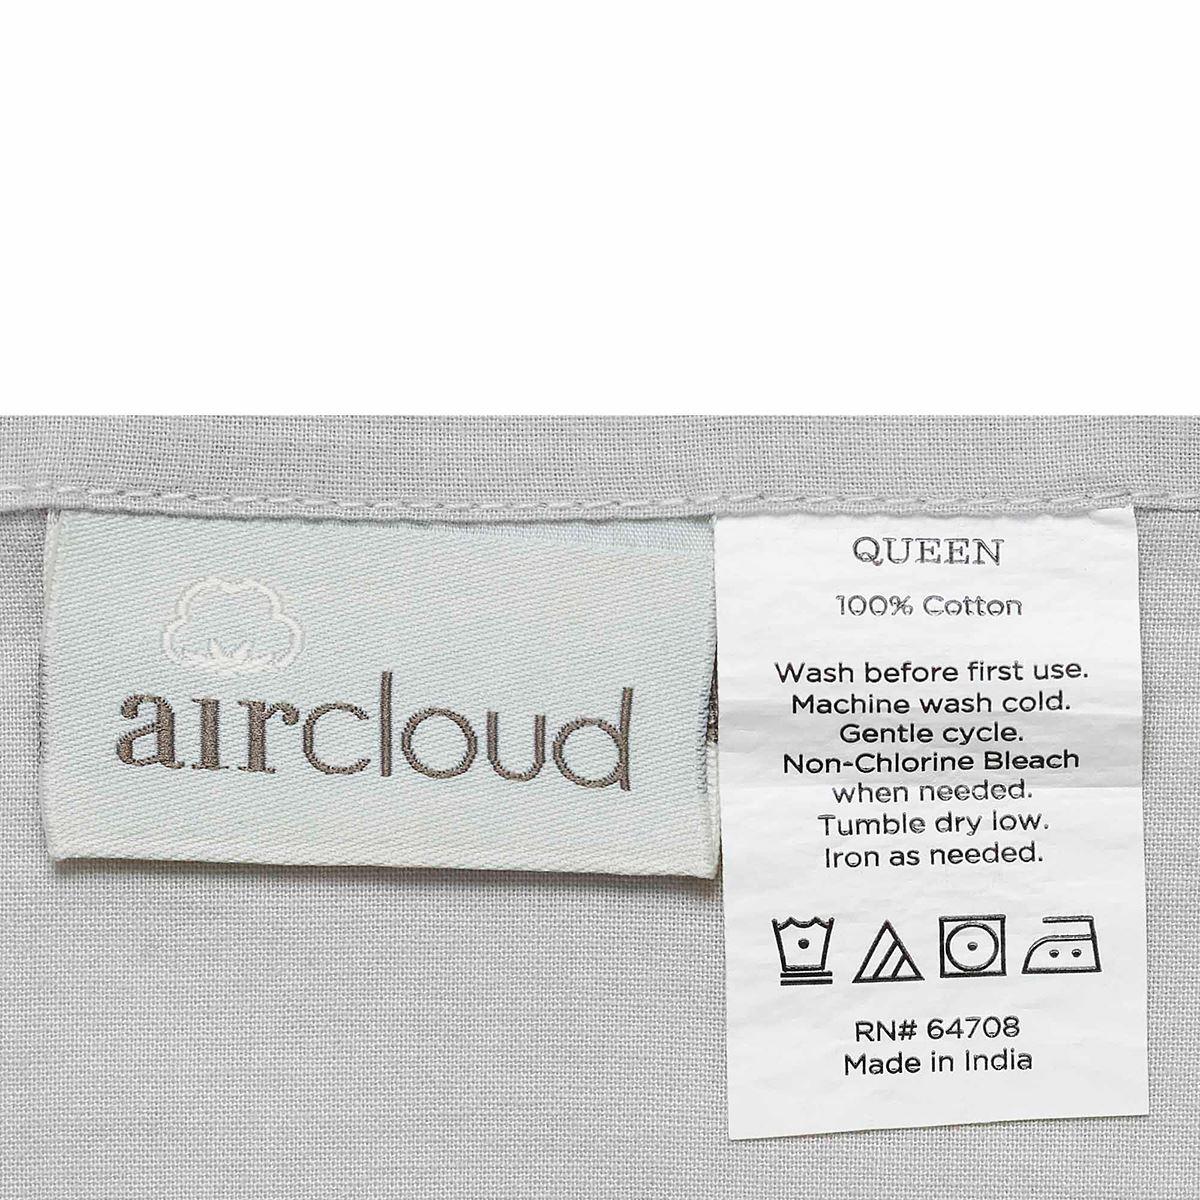 aircloud
QUEEN
100% Cotton
Wash before first use.
Machine wash cold.
Gentle cycle.
Non-Chlorine Bleach
when needed.
Tumble dry low.
Iron as needed.
RN# 64708
Made in India